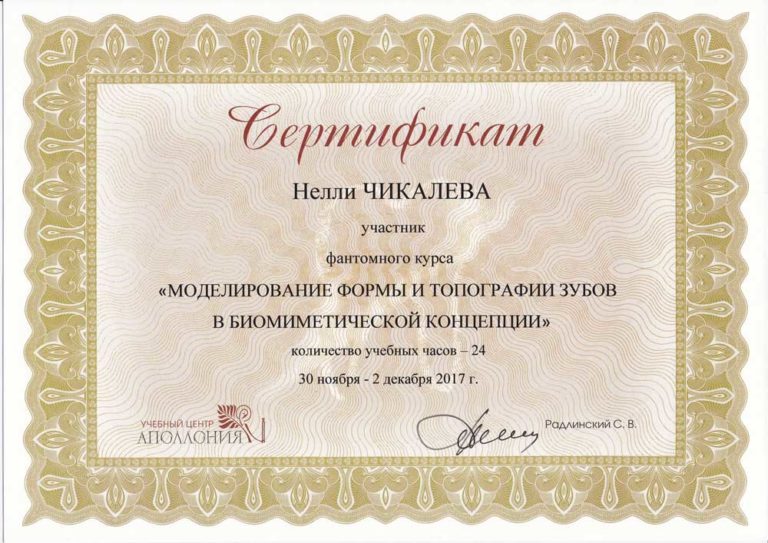 Сертификат
Нелли ЧИКАЛЕВА
участник
фантомного курса
«МОДЕЛИРОВАНИЕ ФОРМЫ И ТОПОГРАФИИ ЗУБОВ
В БИОМИМЕТИЧЕСКОЙ КОНЦЕПЦИИ»
количество учебных часов – 24
30 ноября - 2 декабря 2017 г.
УЧЕБНЫЙ ЦЕНТР
АПОЛЛОНИЯ
Радлинский С. В.